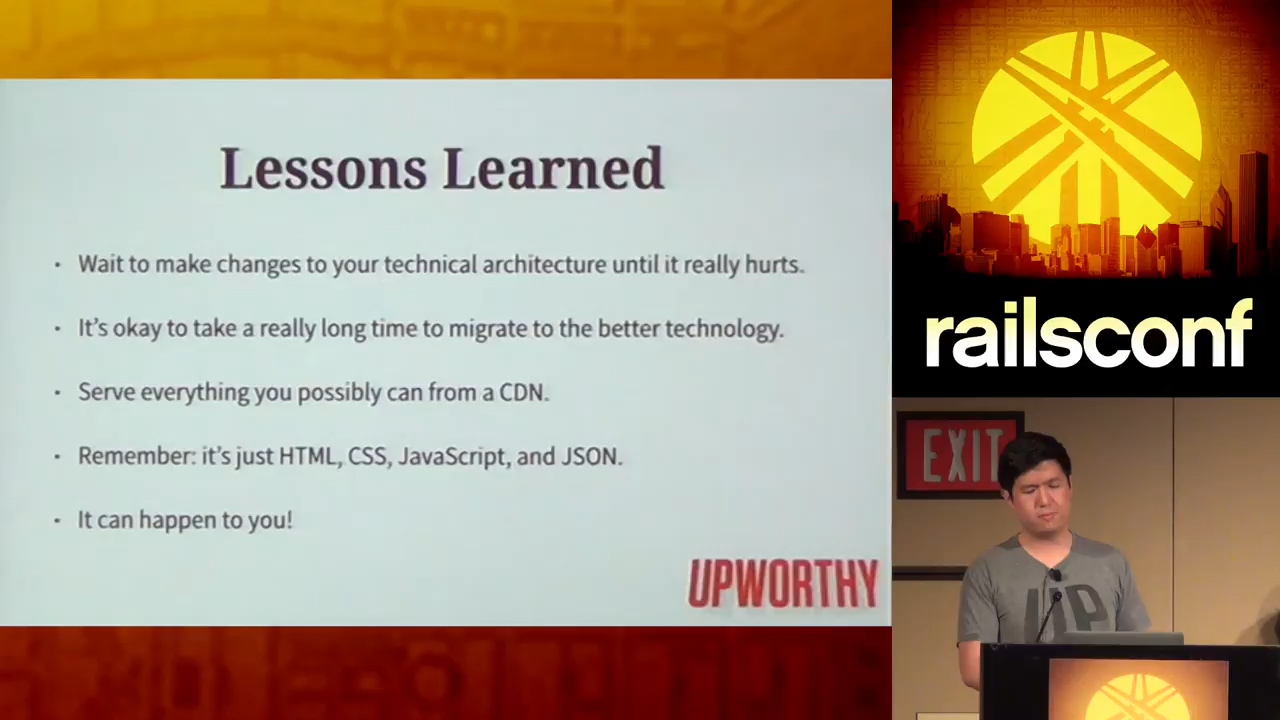 Lessons Learned
· Wait to make changes to your technical architecture until it really hurts.
· It's okay to take a really long time to migrate to the better technology.
· Serve everything you possibly can from a CDN.
· Remember: it's just HTML, CSS, JavaScript, and JSON.
· It can happen to you!
UPWORTHY
railsconf
EXIT
UP